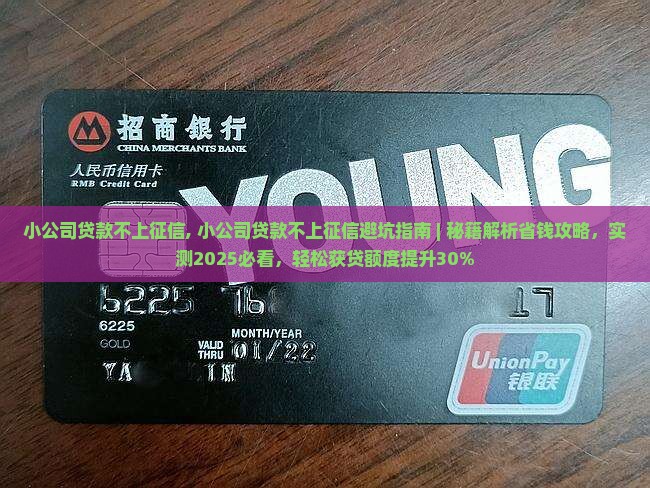 招商銀行
CHINA MERCHANTS BANK
人民币信用卡
RMB Credit Card
YOUNG
小公司贷款不上征信, 小公司贷款不上征信避坑指南 | 秘籍解析省钱攻略，实
测2025必看，轻松获贷额度提升30%
6225 76 17
6225
GOLD
MONTH/YEAR
VALID
THRU 01/22
YA IN
UnionPay
银联